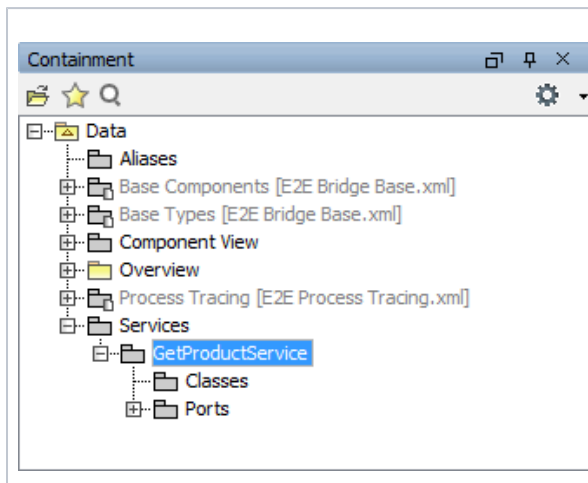 Containment
Data
Aliases
Base Components [E2E Bridge Base.xml]
Base Types [E2E Bridge Base.xml]
Component View
Overview
Process Tracing [E2E Process Tracing.xml]
Services
GetProductService
Classes
Ports